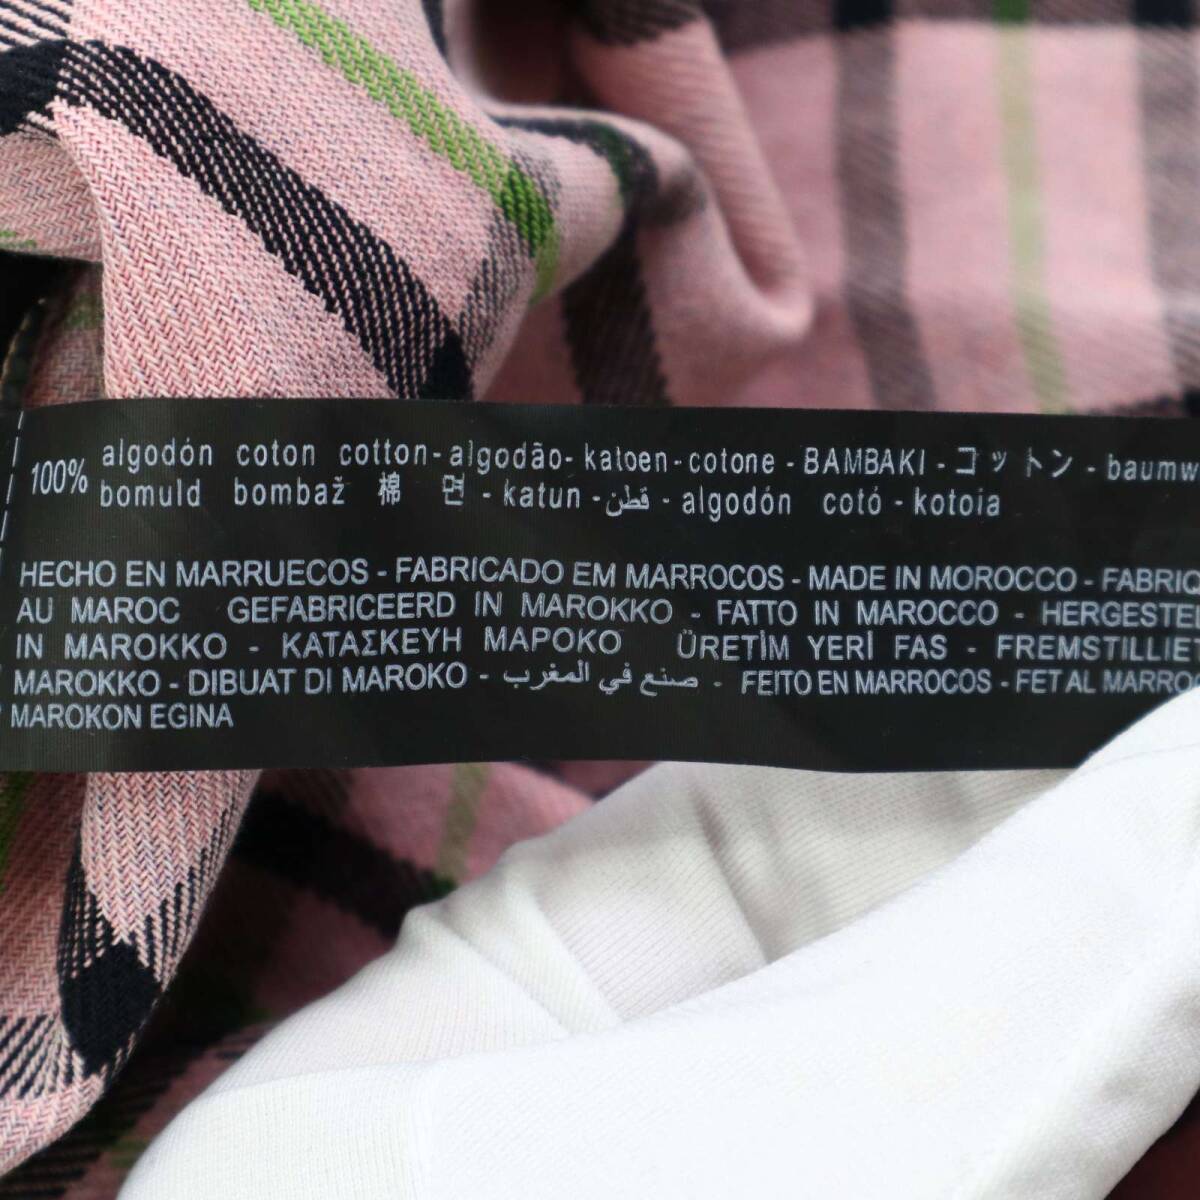 100% algodón coton cotton - algodão - katoen - cotone - BAMBAKI - コットン - baumw
bomuld bombaž 棉 면 - katun - قطن - algodón cotó - kotoia
HECHO EN MARRUECOS - FABRICADO EM MARROCOS - MADE IN MOROCCO - FABRIC
AU MAROC GEFABRICEERD IN MAROKKO - FATTO IN MAROCCO - HERGESTEL
IN MAROKKO - ΚΑΤΑΣΚΕΥΗ ΜΑΡΟΚΟ ÜRETİM YERİ FAS - FREMSTILLET
MAROKKO - DIBUAT DI MAROKO - صنع في المغرب - FEITO EN MARROCOS - FET AL MARROC
MAROKON EGINA